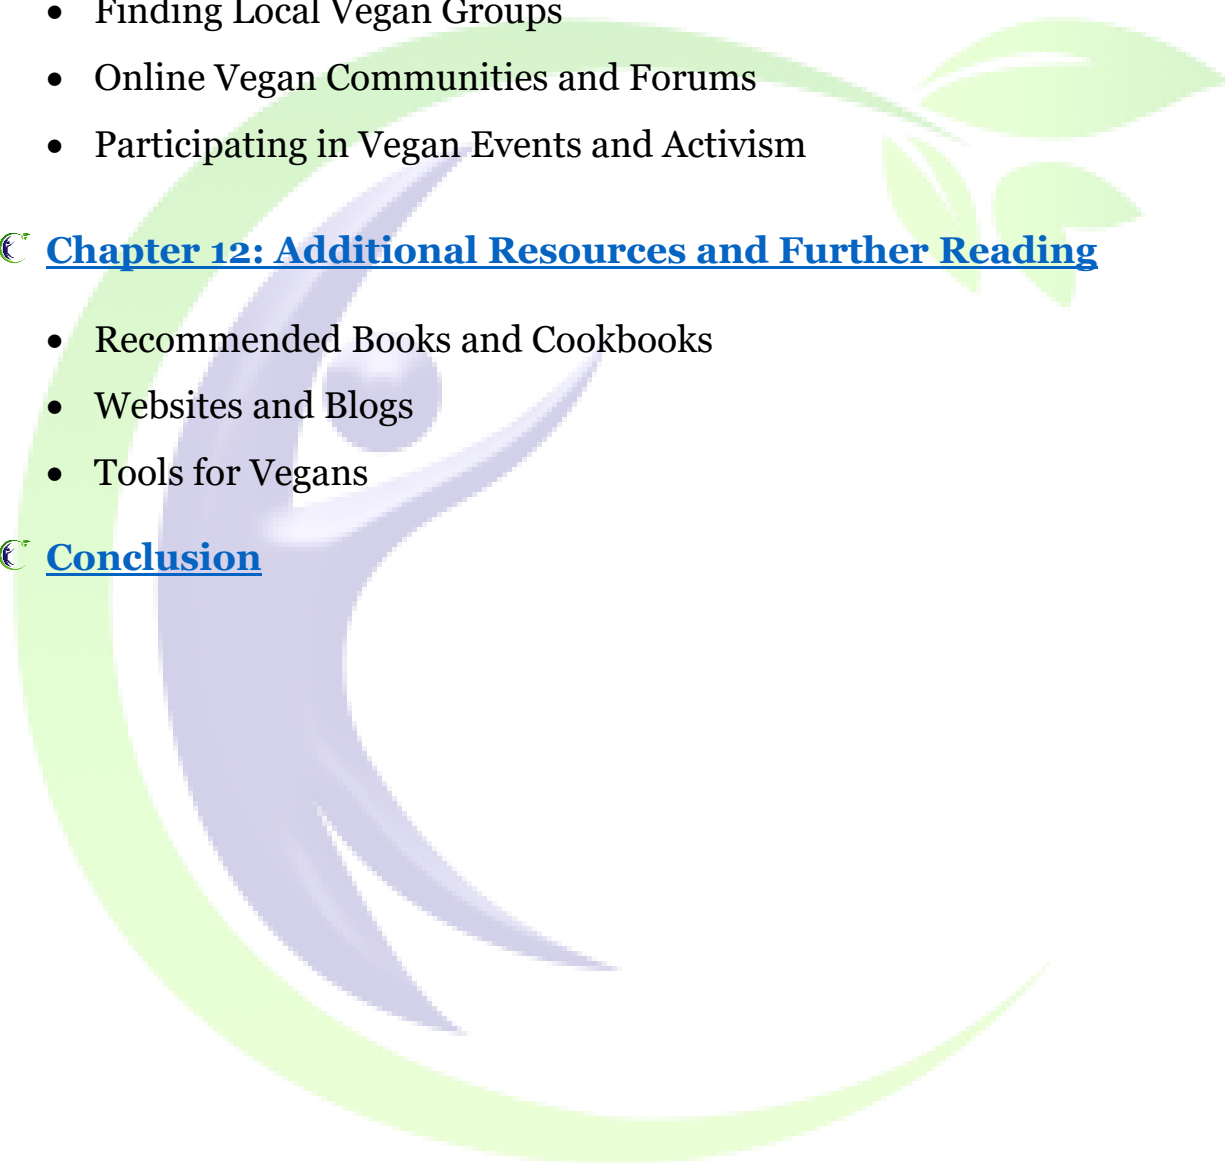 • Finding Local Vegan Groups
• Online Vegan Communities and Forums
• Participating in Vegan Events and Activism
Chapter 12: Additional Resources and Further Reading
• Recommended Books and Cookbooks
• Websites and Blogs
• Tools for Vegans
Conclusion